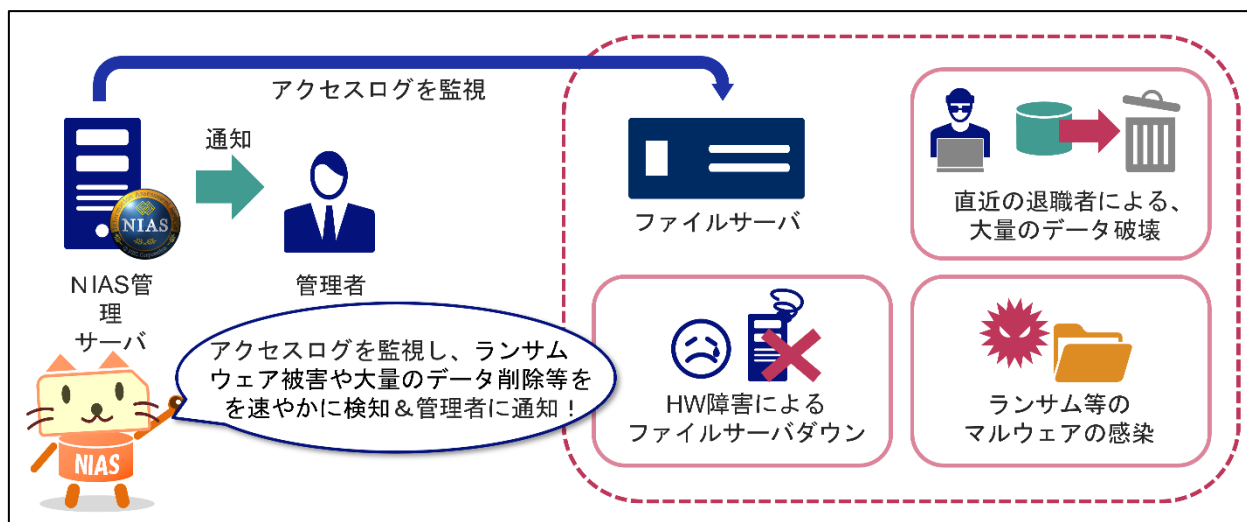 アクセスログを監視
通知
NIAS
NIAS管
理
サーバ
管理者
ファイルサーバ
直近の退職者による、
大量のデータ破壊
HW障害による
ファイルサーバダウン
ランサム等の
マルウェアの感染
アクセスログを監視し、ランサム
ウェア被害や大量のデータ削除等を
を速やかに検知＆管理者に通知！
NIAS